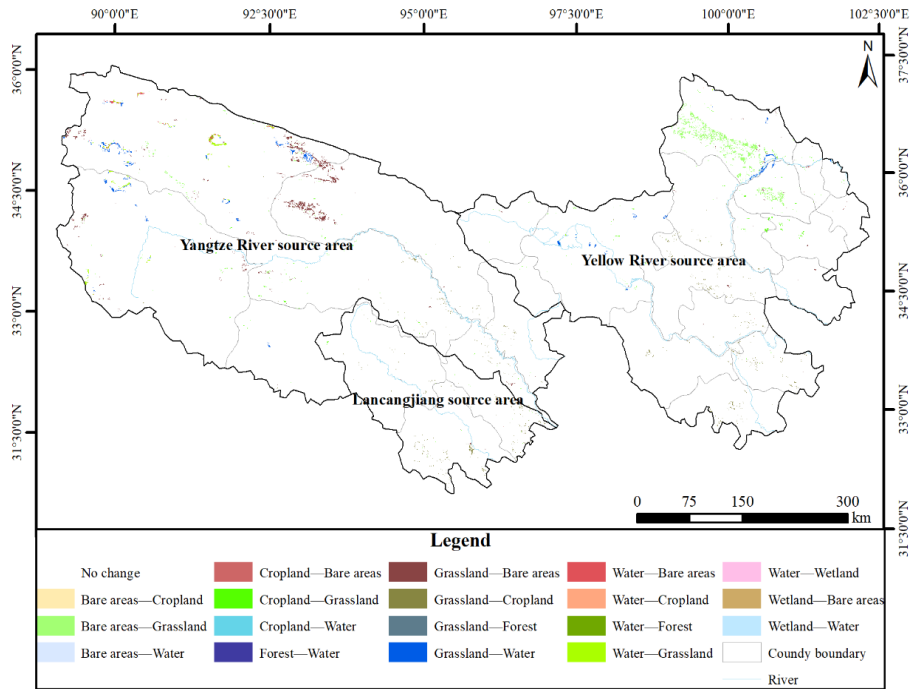 90°0'0"E 92°30'0"E 95°0'0"E 97°30'0"E 100°0'0"E 102°30'0"E
N
36°0'0"N
34°30'0"N
33°0'0"N
31°30'0"N
37°30'0"N
36°0'0"N
34°30'0"N
33°0'0"N
31°30'0"N
Yangtze River source area
Yellow River source area
Lancangjiang source area
0 75 150 300
km
Legend
No change
Bare areas—Cropland
Bare areas—Grassland
Bare areas—Water
Cropland—Bare areas
Cropland—Grassland
Cropland—Water
Forest—Water
Grassland—Bare areas
Grassland—Cropland
Grassland—Forest
Grassland—Water
Water—Bare areas
Water—Cropland
Water—Forest
Water—Grassland
Water—Wetland
Wetland—Bare areas
Wetland—Water
Coundy boundary
River